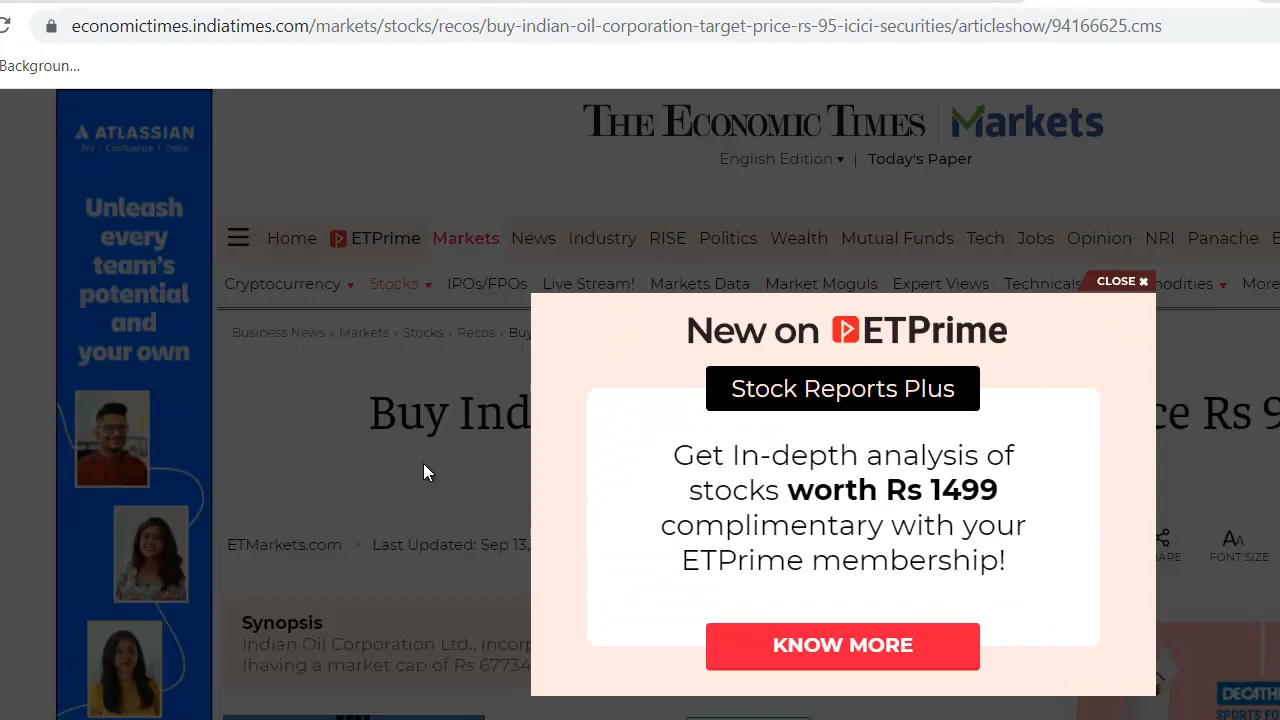 economictimes.indiatimes.com/markets/stocks/recos/buy-indian-oil-corporation-target-price-rs-95-icici-securities/articleshow/94166625.cms
Backgroun...
ATLASSIAN
Unleash
every
team's
potential
and
your own
THE ECONOMIC TIMES | Markets
English Edition ▾ | Today's Paper
Home ETPrime Markets News Industry RISE Politics Wealth Mutual Funds Tech Jobs Opinion NRI Panache E
Cryptocurrency ▾ Stocks ▾ IPOs/FPOs Live Stream! Markets Data Market Moguls Expert Views Technicals modities ▾ More
CLOSE ✖
Business News › Markets › Stocks › Recos › Buy
New on ETPrime
Stock Reports Plus
Buy Ind ce Rs 9
Get In-depth analysis of
stocks worth Rs 1499
complimentary with your
ETPrime membership!
ETMarkets.com • Last Updated: Sep 13,
ARE
FONT SIZE
Synopsis
Indian Oil Corporation Ltd., incorp
(having a market cap of Rs 67734
KNOW MORE
DECATH
SPORTS FO